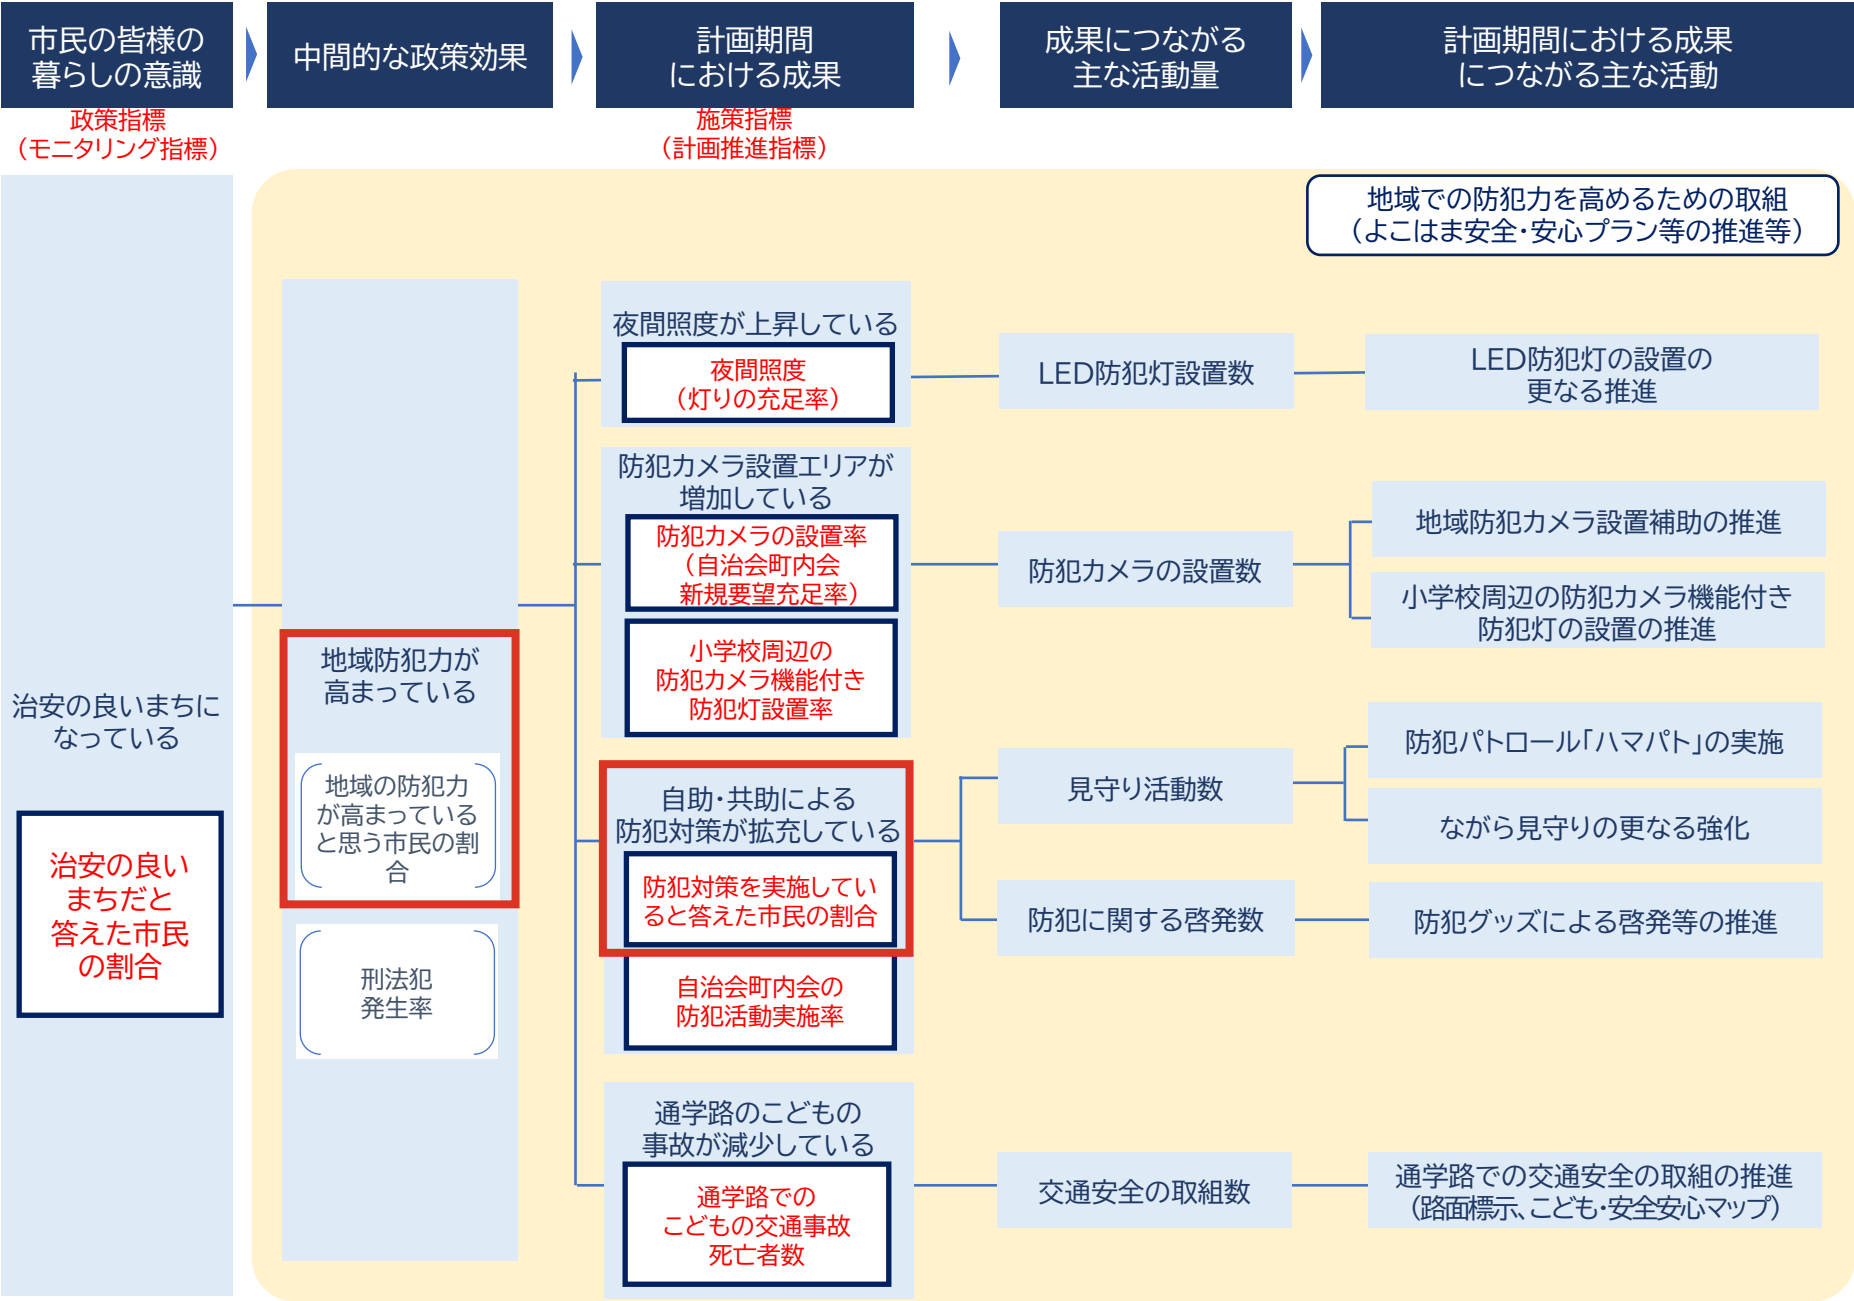 市民の皆様の
暮らしの意識
中間的な政策効果
計画期間
における成果
成果につながる
主な活動量
計画期間における成果
につながる主な活動
政策指標
（モニタリング指標）
施策指標
（計画推進指標）
地域での防犯力を高めるための取組
（よこはま安全・安心プラン等の推進等）
治安の良いまちに
なっている
治安の良い
まちだと
答えた市民
の割合
地域防犯力が
高まっている
地域の防犯力
が高まっている
と思う市民の割
合
刑法犯
発生率
夜間照度が上昇している
夜間照度
（灯りの充足率）
LED防犯灯設置数
LED防犯灯の設置の
更なる推進
防犯カメラ設置エリアが
増加している
防犯カメラの設置率
（自治会町内会
新規要望充足率）
小学校周辺の
防犯カメラ機能付き
防犯灯設置率
防犯カメラの設置数
地域防犯カメラ設置補助の推進
小学校周辺の防犯カメラ機能付き
防犯灯の設置の推進
自助・共助による
防犯対策が拡充している
防犯対策を実施してい
ると答えた市民の割合
自治会町内会の
防犯活動実施率
見守り活動数
防犯パトロール「ハマパト」の実施
ながら見守りの更なる強化
防犯に関する啓発数
防犯グッズによる啓発等の推進
通学路のこどもの
事故が減少している
通学路での
こどもの交通事故
死亡者数
交通安全の取組数
通学路での交通安全の取組の推進
（路面標示、こども・安全安心マップ）